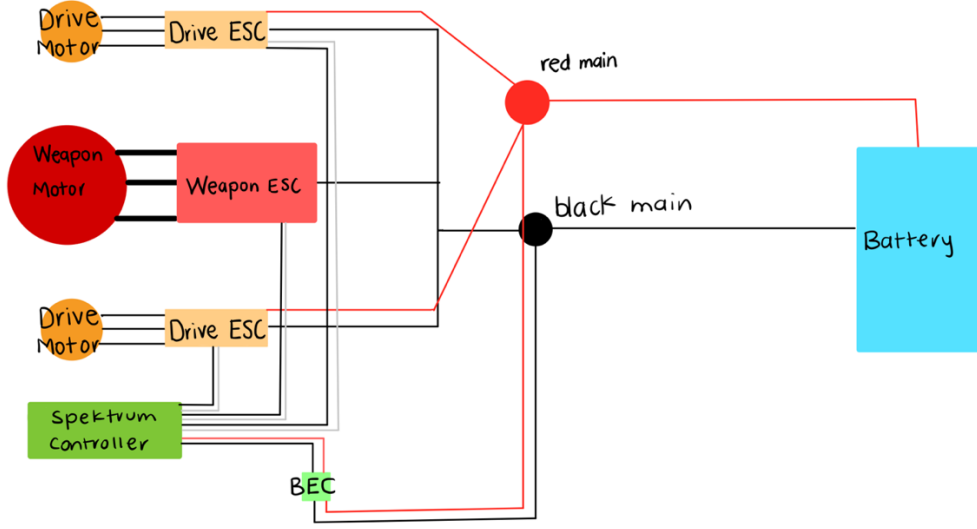 Drive
Motor
Drive ESC
red main
Weapon
Motor
Weapon ESC
black main
Battery
Drive
Motor
Drive ESC
Spektrum
Controller
BEC